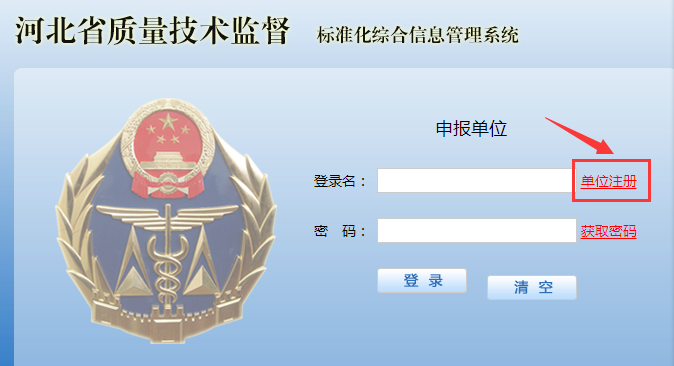 河北省质量技术监督 标准化综合信息管理系统
申报单位
登录名： 单位注册
密 码： 获取密码
登 录 清 空